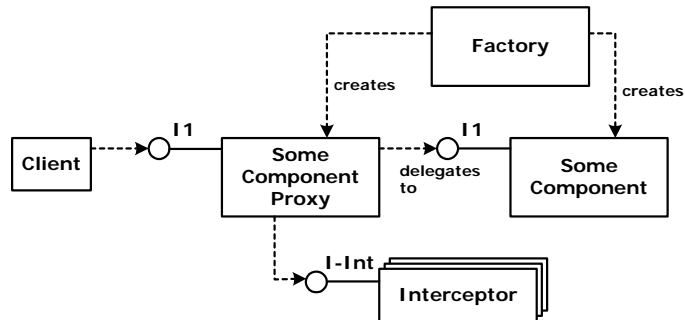 Factory
creates
creates
I1
I1
Client
Some
Component
Proxy
delegates
to
Some
Component
I-Int
Interceptor